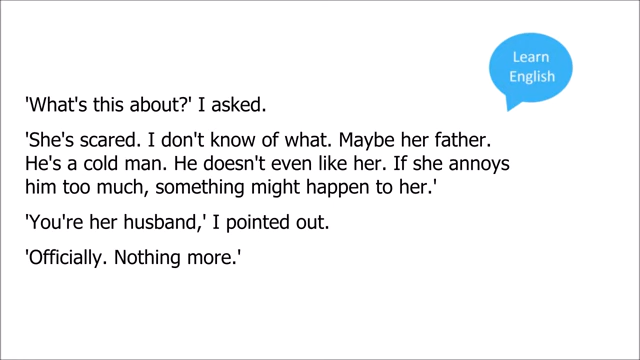 Learn
English
'What's this about?' I asked.
'She's scared. I don't know of what. Maybe her father.
He's a cold man. He doesn't even like her. If she annoys
him too much, something might happen to her.'
'You're her husband,' I pointed out.
'Officially. Nothing more.'